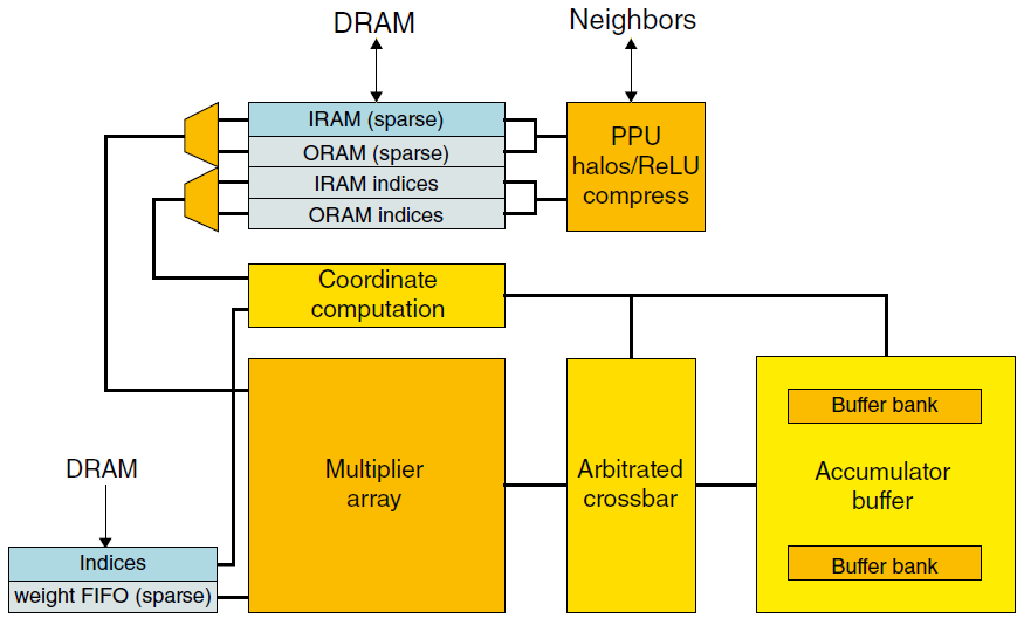 DRAM
Neighbors
IRAM (sparse)
ORAM (sparse)
IRAM indices
ORAM indices
PPU
halos/ReLU
compress
Coordinate
computation
DRAM
Indices
weight FIFO (sparse)
Multiplier
array
Arbitrated
crossbar
Buffer bank
Accumulator
buffer
Buffer bank